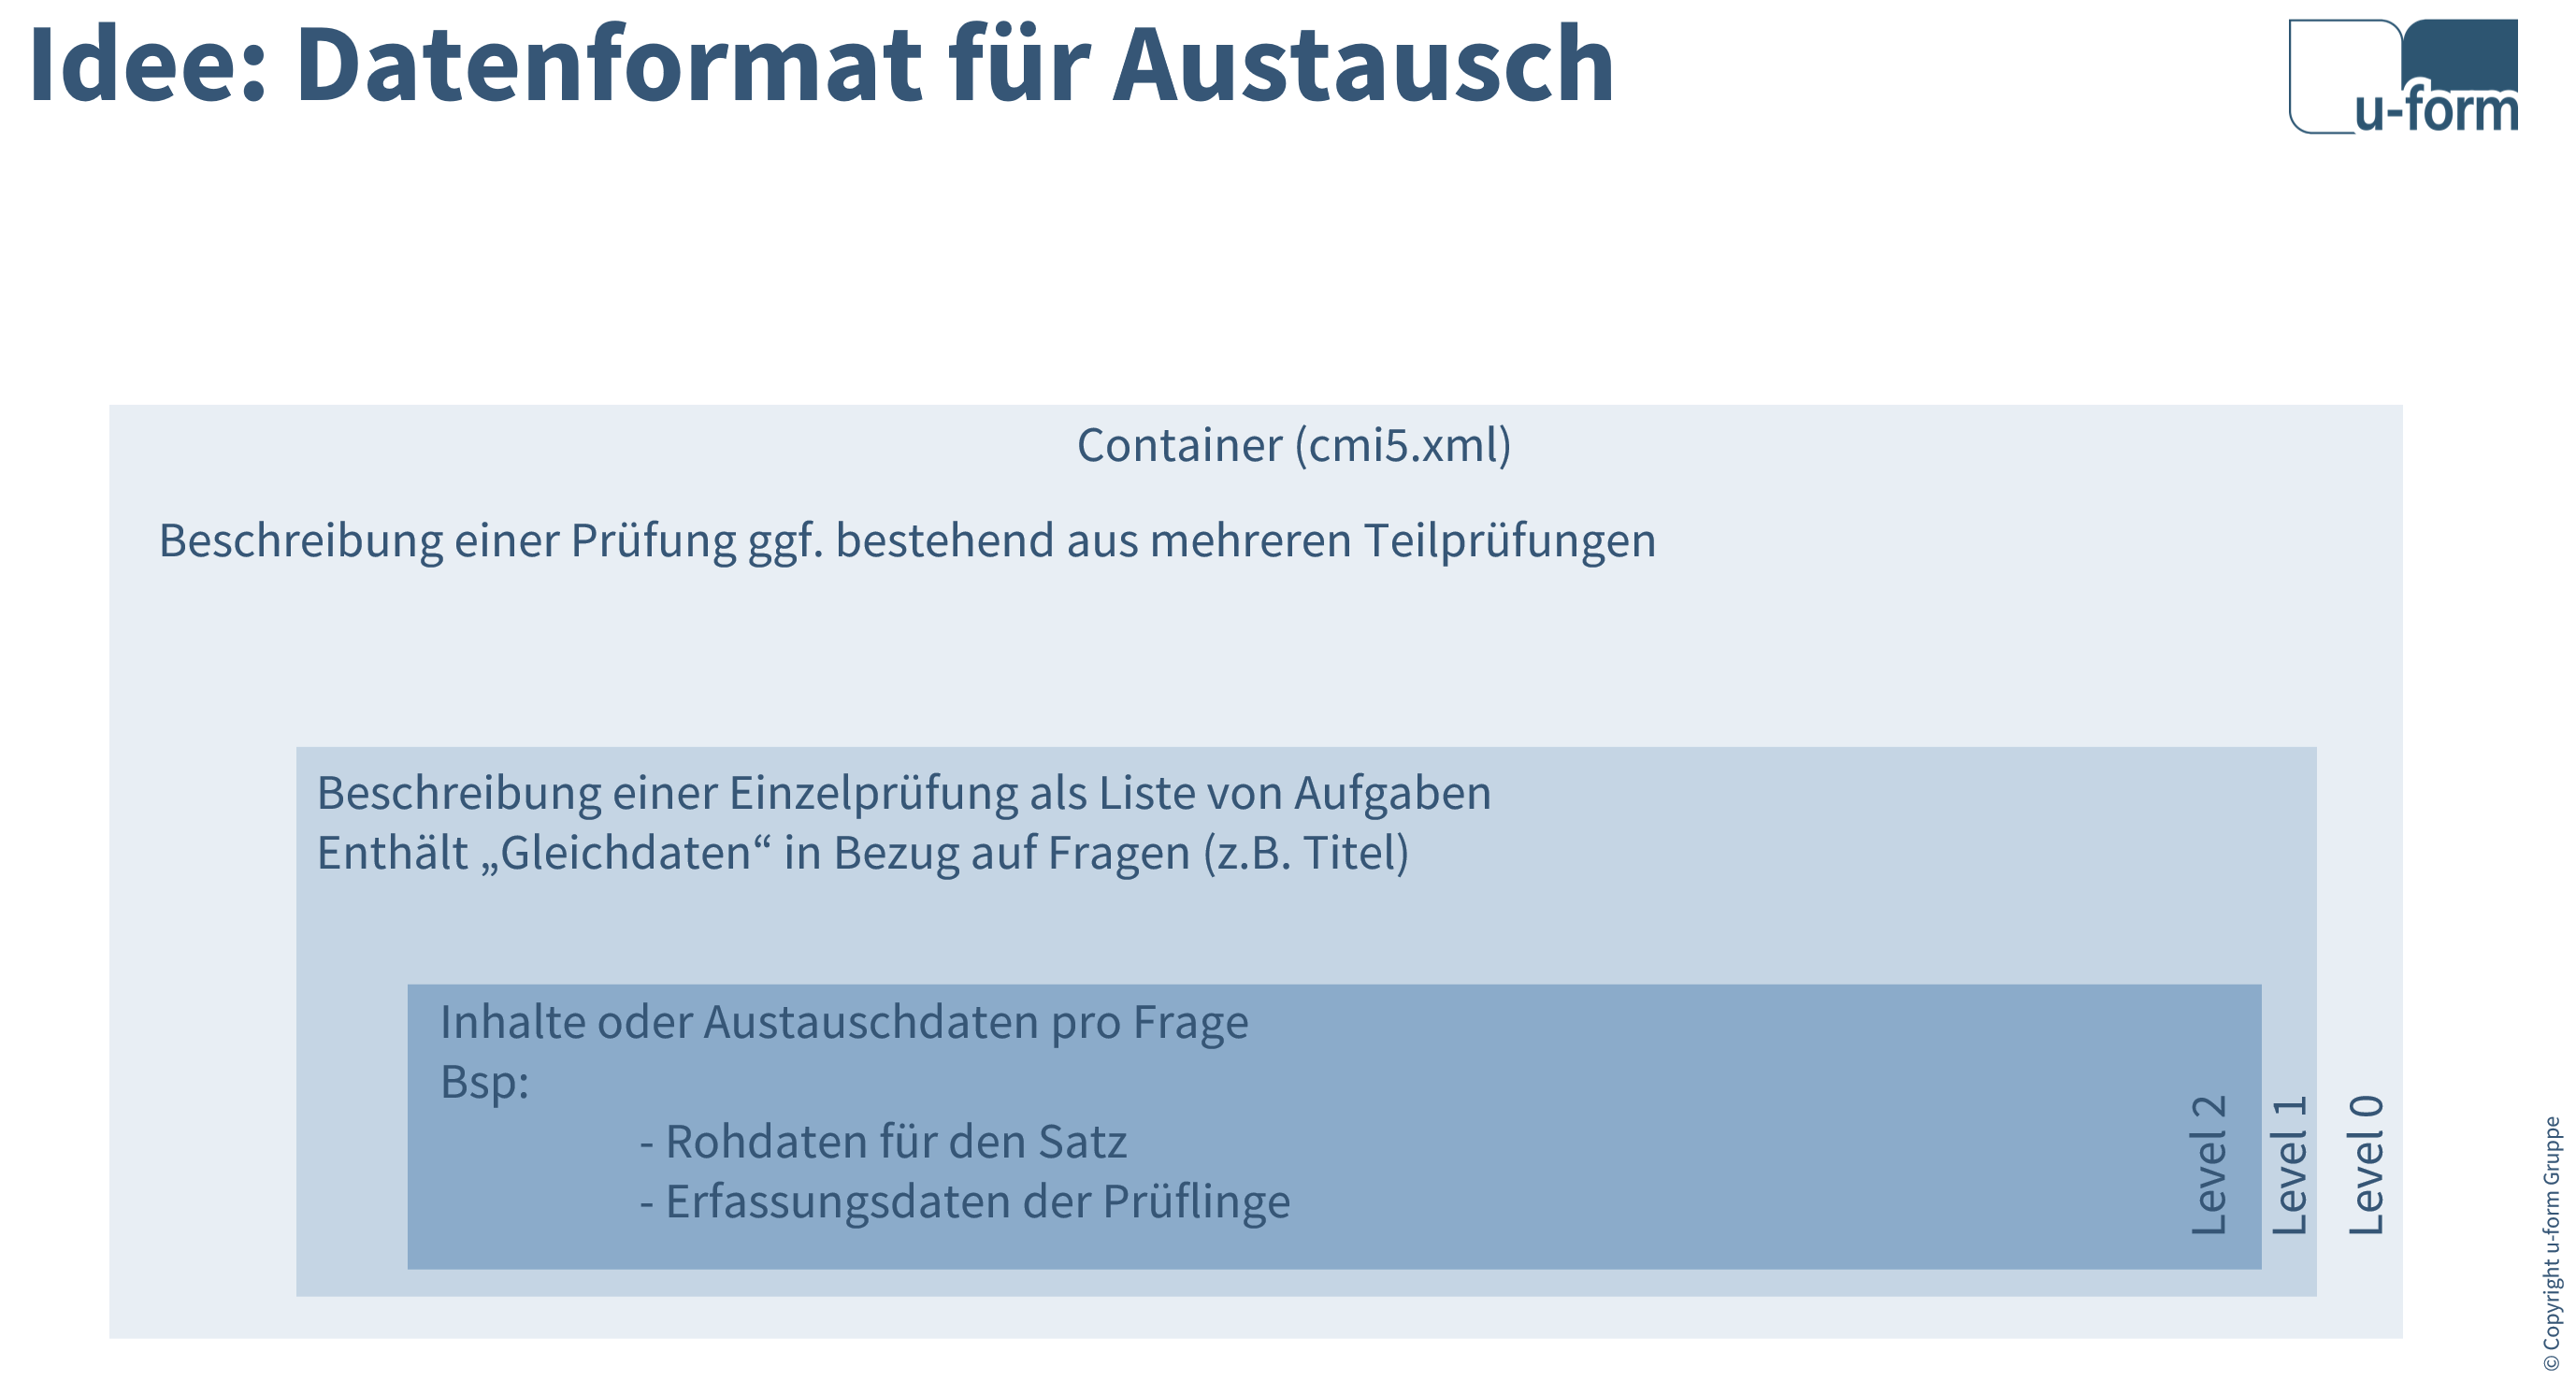 Idee: Datenformat für Austausch
u-form
Container (cmi5.xml)
Beschreibung einer Prüfung ggf. bestehend aus mehreren Teilprüfungen
Beschreibung einer Einzelprüfung als Liste von Aufgaben
Enthält „Gleichdaten“ in Bezug auf Fragen (z.B. Titel)
Inhalte oder Austauschdaten pro Frage
Bsp:
- Rohdaten für den Satz
- Erfassungsdaten der Prüflinge
Level 2
Level 1
Level 0
© Copyright u-form Gruppe